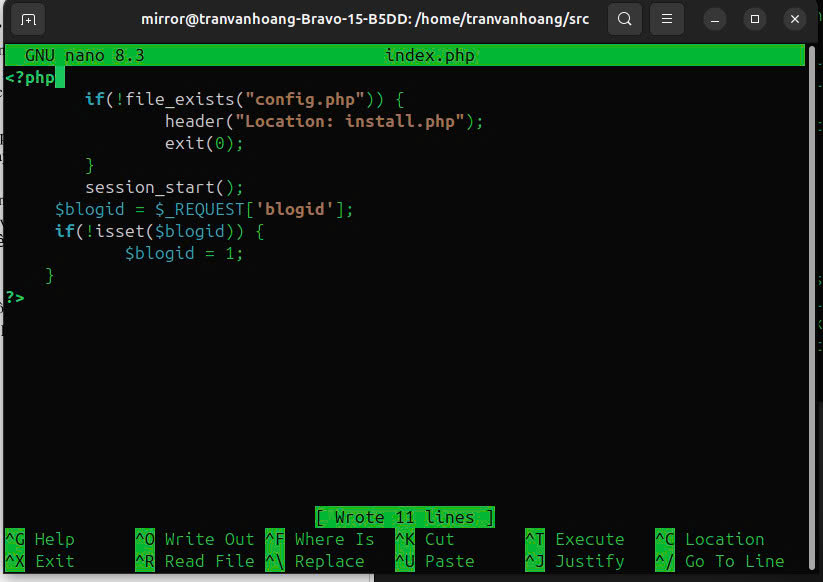 mirror@tranvanhoang-Bravo-15-B5DD: /home/tranvanhoang/src
GNU nano 8.3 index.php
<?php
if(!file_exists("config.php")) {
header("Location: install.php");
exit(0);
}
session_start();
$blogid = $_REQUEST['blogid'];
if(!isset($blogid)) {
$blogid = 1;
}
?>
[ Wrote 11 lines ]
^G Help ^O Write Out ^F Where Is ^K Cut ^T Execute ^C Location
^X Exit ^R Read File ^\ Replace ^U Paste ^J Justify ^/ Go To Line